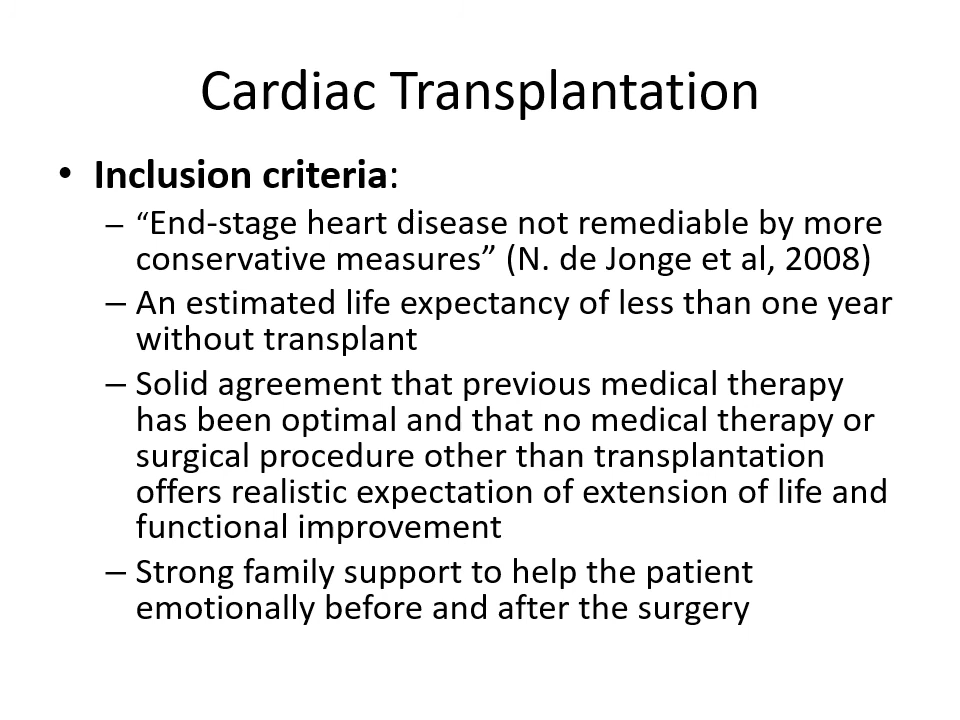 Cardiac Transplantation
• Inclusion criteria:
– “End-stage heart disease not remediable by more
conservative measures” (N. de Jonge et al, 2008)
– An estimated life expectancy of less than one year
without transplant
– Solid agreement that previous medical therapy
has been optimal and that no medical therapy or
surgical procedure other than transplantation
offers realistic expectation of extension of life and
functional improvement
– Strong family support to help the patient
emotionally before and after the surgery